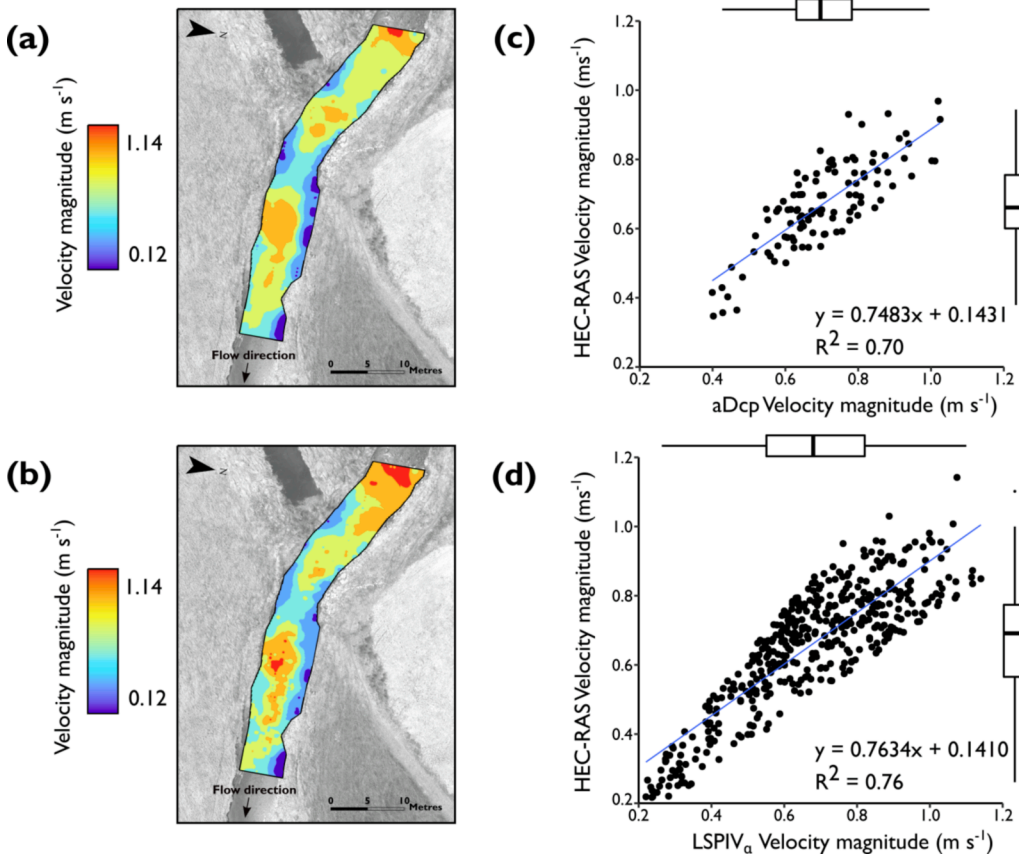 (a)
N
Velocity magnitude (m s-1)
1.14
0.12
Flow direction
0 5 10
Metres
(b)
N
Velocity magnitude (m s-1)
1.14
0.12
Flow direction
0 5 10
Metres
(c)
HEC-RAS Velocity magnitude (ms-1)
1.2
1.0
0.8
0.6
0.4
0.2
y = 0.7483x + 0.1431
R2 = 0.70
0.4 0.6 0.8 1.0 1.2
aDcp Velocity magnitude (m s-1)
(d)
HEC-RAS Velocity magnitude (ms-1)
1.2
1.0
0.8
0.6
0.4
0.2
y = 0.7634x + 0.1410
R2 = 0.76
0.2 0.4 0.6 0.8 1.0 1.2
LSPIVα Velocity magnitude (m s-1)